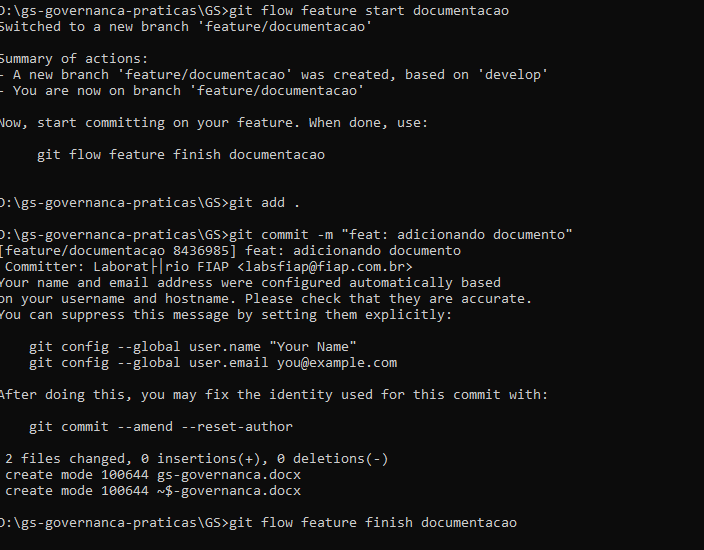 D:\gs-governanca-praticas\GS>git flow feature start documentacao
Switched to a new branch 'feature/documentacao'
Summary of actions:
- A new branch 'feature/documentacao' was created, based on 'develop'
- You are now on branch 'feature/documentacao'
Now, start committing on your feature. When done, use:
git flow feature finish documentacao
D:\gs-governanca-praticas\GS>git add .
D:\gs-governanca-praticas\GS>git commit -m "feat: adicionando documento"
[feature/documentacao 8436985] feat: adicionando documento
Committer: Laborat├│rio FIAP <labsfiap@fiap.com.br>
Your name and email address were configured automatically based
on your username and hostname. Please check that they are accurate.
You can suppress this message by setting them explicitly:
git config --global user.name "Your Name"
git config --global user.email you@example.com
After doing this, you may fix the identity used for this commit with:
git commit --amend --reset-author
2 files changed, 0 insertions(+), 0 deletions(-)
create mode 100644 gs-governanca.docx
create mode 100644 ~$-governanca.docx
D:\gs-governanca-praticas\GS>git flow feature finish documentacao